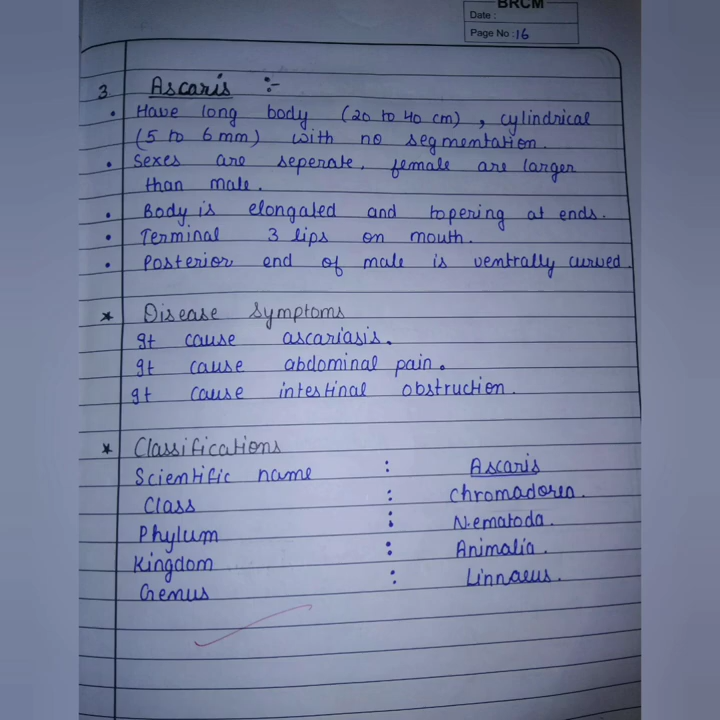 BRCM
Date :
Page No : 16
3 Ascaris :-
• Have long body (20 to 40 cm) , cylindrical
(5 to 6 mm) with no segmentation.
• Sexes are seperate, female are larger
than male.
• Body is elongated and topering at ends.
• Terminal 3 lips on mouth.
• Posterior end of male is ventrally curved.
* Disease Symptoms
It cause ascariasis.
It cause abdominal pain.
It cause intestinal obstruction.
* Classifications
Scientific name : Ascaris
Class : Chromadorea.
Phylum : Nematoda.
Kingdom : Animalia.
Genus : Linnaeus.